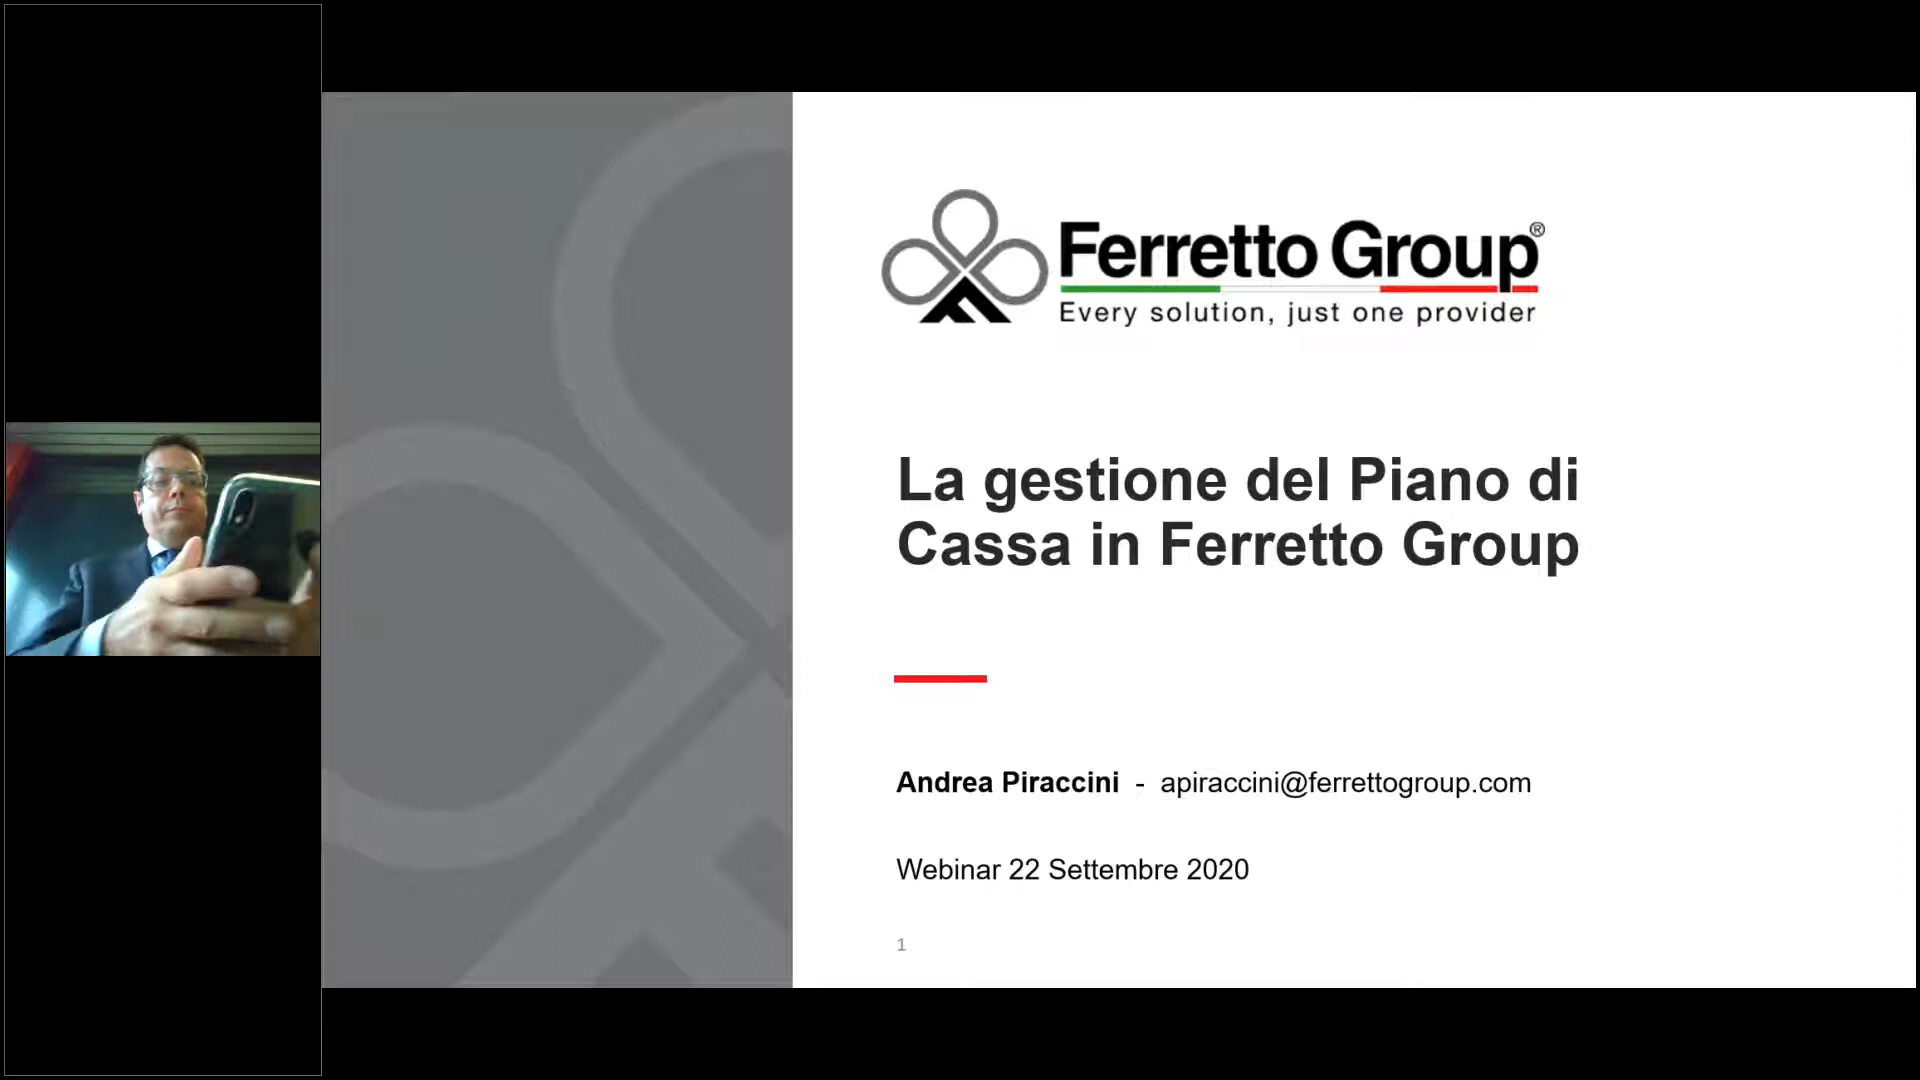 Ferretto Group®
Every solution, just one provider
La gestione del Piano di
Cassa in Ferretto Group
Andrea Piraccini - apiraccini@ferrettogroup.com
Webinar 22 Settembre 2020
1